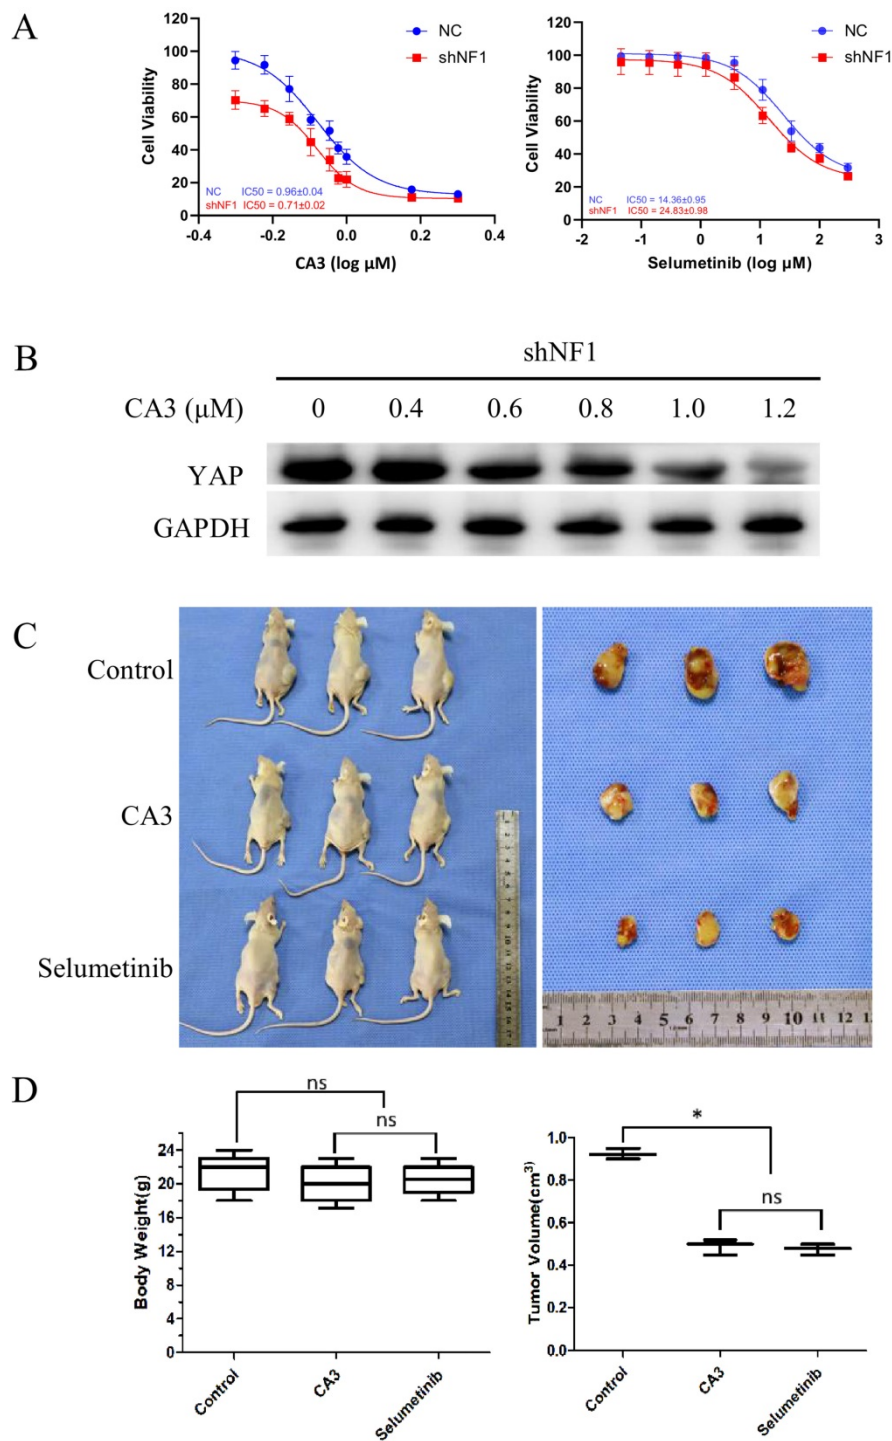 A
120
100
80
60
40
20
0
Cell Viability
NC
shNF1
NC IC50 = 0.96±0.04
shNF1 IC50 = 0.71±0.02
-0.4 -0.2 0.0 0.2 0.4
CA3 (log μM)
120
100
80
60
40
20
0
Cell Viability
NC
shNF1
NC IC50 = 14.36±0.95
shNF1 IC50 = 24.83±0.98
-2 -1 0 1 2 3
Selumetinib (log μM)
B
shNF1
CA3 (μM) 0 0.4 0.6 0.8 1.0 1.2
YAP
GAPDH
C
Control
CA3
Selumetinib
1 2 3 4 5 6 7 8 9 10 11 12 13
D
ns
ns
24
20
16
12
8
4
0
Body Weight(g)
Control CA3 Selumetinib
*
ns
1.0
0.8
0.6
0.4
0.2
0.0
Tumor Volume(cm³)
Control CA3 Selumetinib